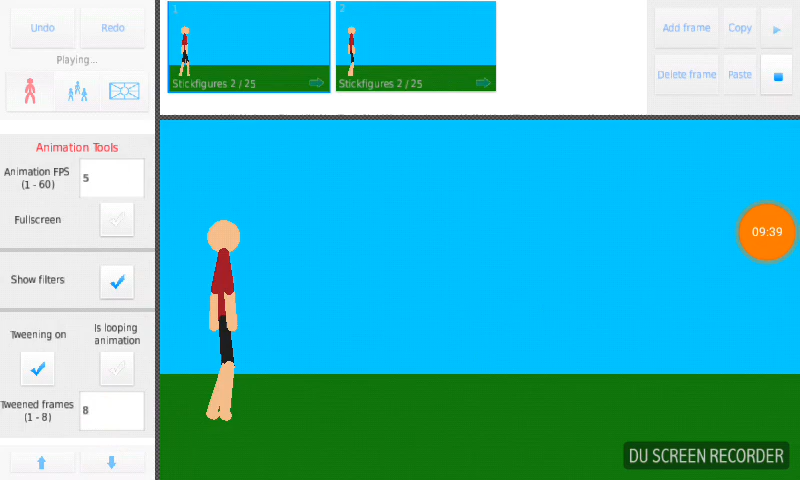 Undo Redo
Playing...
1
Stickfigures 2 / 25
2
Stickfigures 2 / 25
Add frame Copy
Delete frame Paste
Animation Tools
Animation FPS
(1 - 60)
5
Fullscreen
Show filters
Tweening on
Is looping
animation
Tweened frames
(1 - 8)
8
09:39
DU SCREEN RECORDER